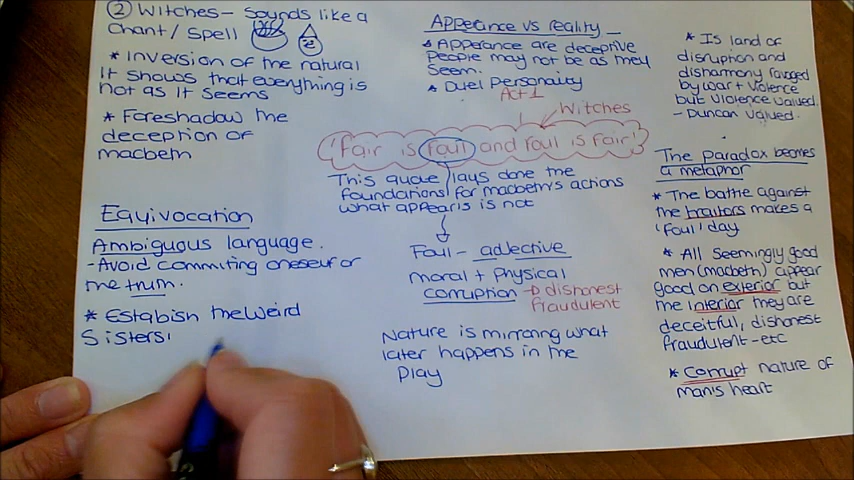 ② Witches- Sounds like a
Chant/ Spell
2
* Inversion of the natural
It shows that everything is
not as it seems
* Foreshadow the
deception of
macbeth
Equivocation
Ambiguous language.
- Avoid commiting oneself or
the truth.
* Estabish the weird
Sisters'
Appearance vs reality -
* Apperance are deceptive
People may not be as they
Seem.
* Duel Personality
Act 1
Witches
'Fair is foul and foul is fair'
This quote lays done the
foundations for macbeth's actions
what appears is not
Foul - adjective
moral + Physical
corruption → dishonest
fraudulent
Nature is mirroring what
later happens in the
Play
* Is land of
disruption and
disharmony ravaged
by war + violence
but violence valued.
- Duncan valued.
The paradox becomes
a metaphor
* The battle against
the traitors makes a
'foul' day
* All Seemingly good
men (macbeth) appear
good on exterior but
the interior they are
deceitful, dishonest
fraudulent - etc
* Corrupt nature of
man's heart